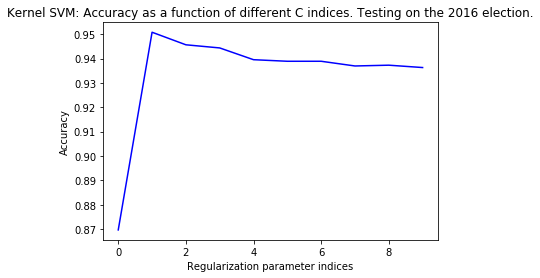 Kernel SVM: Accuracy as a function of different C indices. Testing on the 2016 election.
0.95
0.94
0.93
0.92
0.91
0.90
0.89
0.88
0.87
Accuracy
0 2 4 6 8
Regularization parameter indices